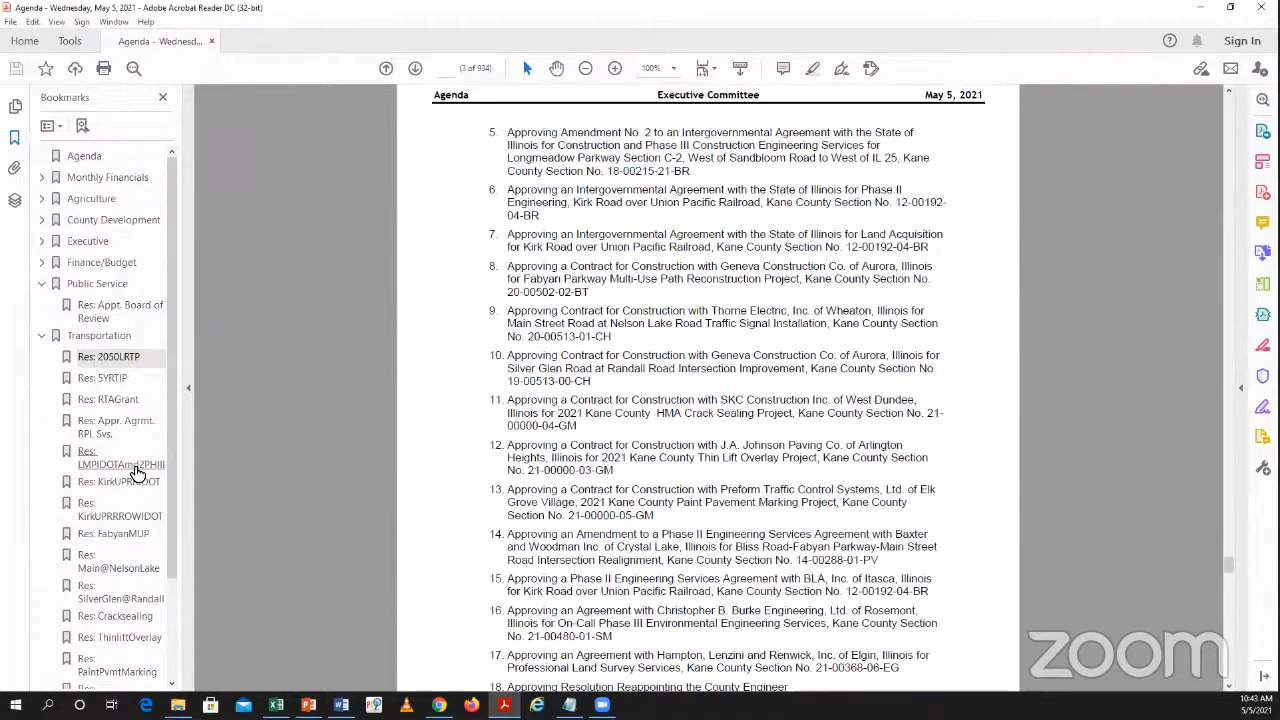 Agenda - Wednesday, May 5, 2021 - Adobe Acrobat Reader DC (32-bit)
File Edit View Sign Window Help
Home Tools Agenda - Wednesd... × Sign In
(3 of 934) 100%
Bookmarks
Agenda
Monthly Financials
Agriculture
County Development
Executive
Finance/Budget
Public Service
Res: Appt. Board of
Review
Transportation
Res: 2050LRTP
Res: 5YRTIP
Res: RTAGrant
Res: Appr. Agrmt.
RPL Svs.
Res:
LMPIDOTAmd2PHIII
Res: KirkUPRRIDOT
Res:
KirkUPRRROWIDOT
Res: FabyanMUP
Res:
Main@NelsonLake
Res:
SilverGlen@Randall
Res: Cracksealing
Res: ThinliftOverlay
Res:
PaintPvmtMarking
Agenda Executive Committee May 5, 2021
5. Approving Amendment No. 2 to an Intergovernmental Agreement with the State of
Illinois for Construction and Phase III Construction Engineering Services for
Longmeadow Parkway Section C-2, West of Sandbloom Road to West of IL 25, Kane
County Section No. 18-00215-21-BR
6. Approving an Intergovernmental Agreement with the State of Illinois for Phase II
Engineering, Kirk Road over Union Pacific Railroad, Kane County Section No. 12-00192-
04-BR
7. Approving an Intergovernmental Agreement with the State of Illinois for Land Acquisition
for Kirk Road over Union Pacific Railroad, Kane County Section No. 12-00192-04-BR
8. Approving a Contract for Construction with Geneva Construction Co. of Aurora, Illinois
for Fabyan Parkway Multi-Use Path Reconstruction Project, Kane County Section No.
20-00502-02-BT
9. Approving Contract for Construction with Thorne Electric, Inc. of Wheaton, Illinois for
Main Street Road at Nelson Lake Road Traffic Signal Installation, Kane County Section
No. 20-00513-01-CH
10. Approving Contract for Construction with Geneva Construction Co. of Aurora, Illinois for
Silver Glen Road at Randall Road Intersection Improvement, Kane County Section No.
19-00513-00-CH
11. Approving a Contract for Construction with SKC Construction Inc. of West Dundee,
Illinois for 2021 Kane County HMA Crack Sealing Project, Kane County Section No. 21-
00000-04-GM
12. Approving a Contract for Construction with J.A. Johnson Paving Co. of Arlington
Heights, Illinois for 2021 Kane County Thin Lift Overlay Project, Kane County Section
No. 21-00000-03-GM
13. Approving a Contract for Construction with Preform Traffic Control Systems, Ltd. of Elk
Grove Village, 2021 Kane County Paint Pavement Marking Project, Kane County
Section No. 21-00000-05-GM
14. Approving an Amendment to a Phase II Engineering Services Agreement with Baxter
and Woodman Inc. of Crystal Lake, Illinois for Bliss Road-Fabyan Parkway-Main Street
Road Intersection Realignment, Kane County Section No. 14-00288-01-PV
15. Approving a Phase II Engineering Services Agreement with BLA, Inc. of Itasca, Illinois
for Kirk Road over Union Pacific Railroad, Kane County Section No. 12-00192-04-BR
16. Approving an Agreement with Christopher B. Burke Engineering, Ltd. of Rosemont,
Illinois for On-Call Phase III Environmental Engineering Services, Kane County Section
No. 21-00480-01-SM
17. Approving an Agreement with Hampton, Lenzini and Renwick, Inc. of Elgin, Illinois for
Professional Land Survey Services, Kane County Section No. 21-00368-06-EG
18. Approving Resolution Reappointing the County Engineer
zoom
10:43 AM
5/5/2021